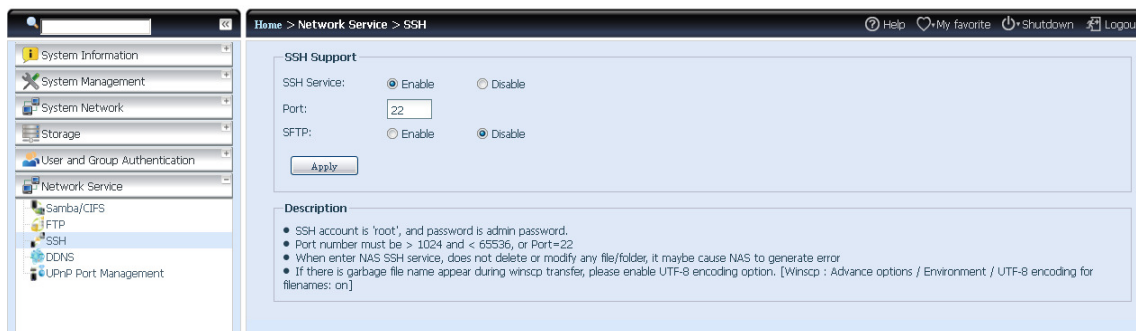 Home > Network Service > SSH
Help
My favorite
Shutdown
Logou
System Information
System Management
System Network
Storage
User and Group Authentication
Network Service
Samba/CIFS
FTP
SSH
DDNS
UPnP Port Management
SSH Support
SSH Service: Enable Disable
Port: 22
SFTP: Enable Disable
Apply
Description
● SSH account is 'root', and password is admin password.
● Port number must be > 1024 and < 65536, or Port=22
● When enter NAS SSH service, does not delete or modify any file/folder, it maybe cause NAS to generate error
● If there is garbage file name appear during winscp transfer, please enable UTF-8 encoding option. [Winscp : Advance options / Environment / UTF-8 encoding for
filenames: on]